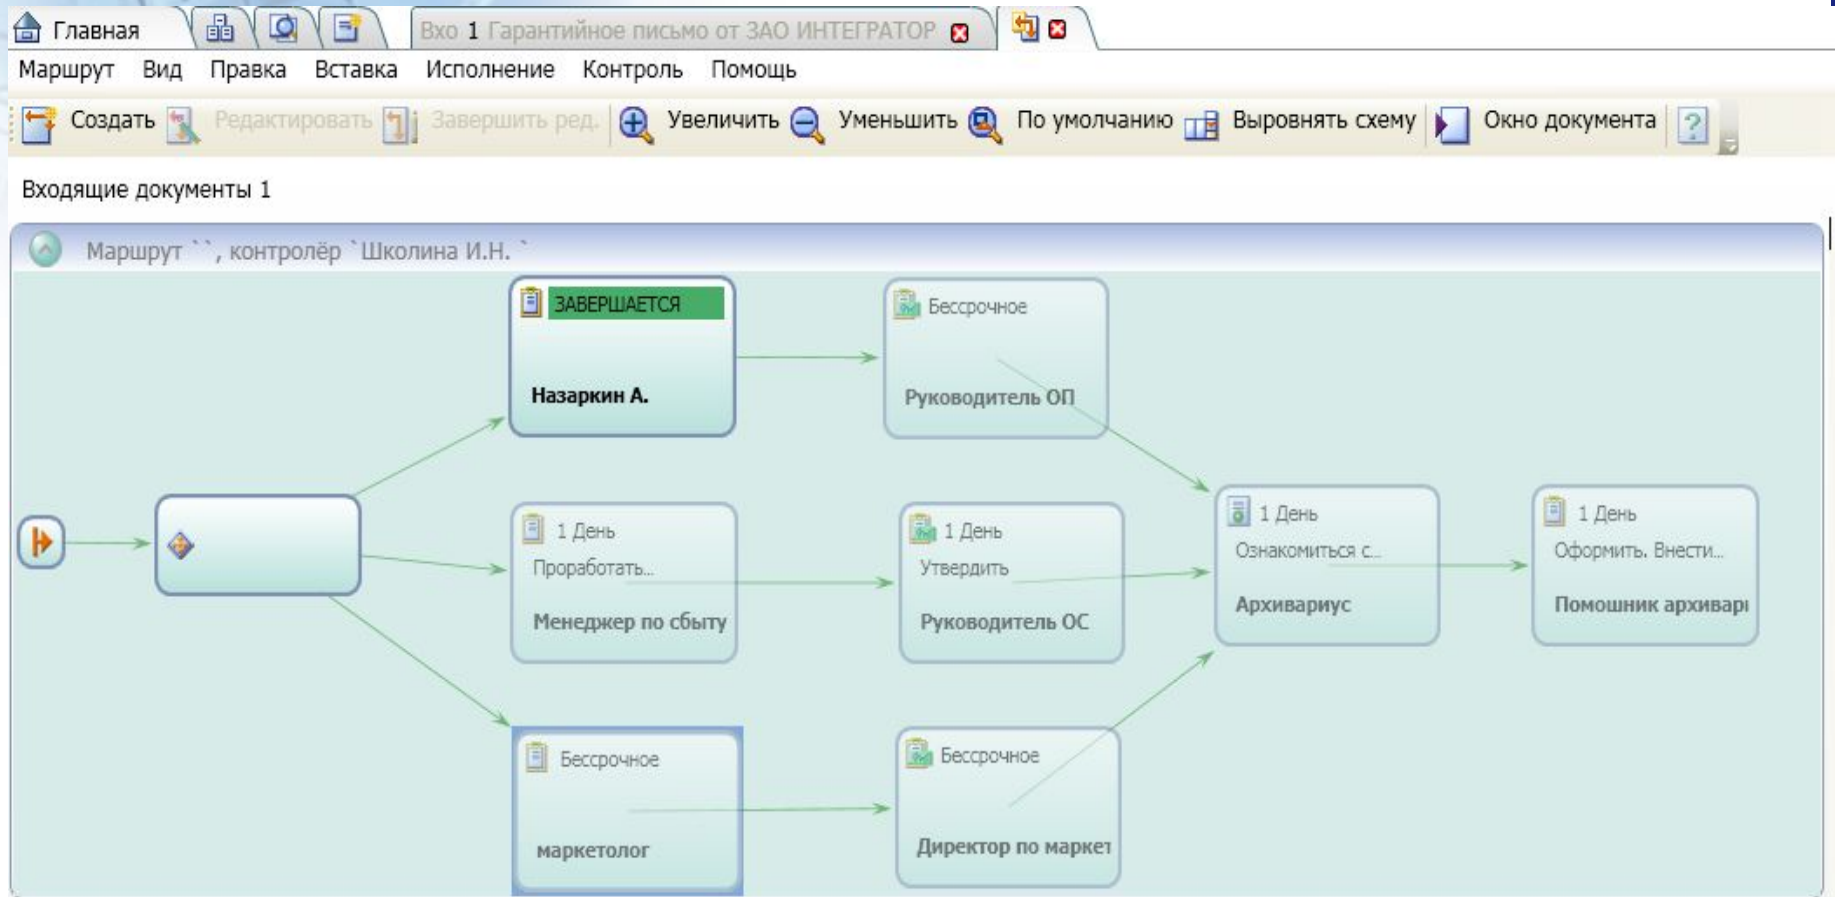 Главная
Вхо 1 Гарантийное письмо от ЗАО ИНТЕГРАТОР
Маршрут Вид Правка Вставка Исполнение Контроль Помощь
Создать Редактировать Завершить ред. Увеличить Уменьшить По умолчанию Выровнять схему Окно документа
Входящие документы 1
Маршрут ``, контролёр `Школина И.Н. `
ЗАВЕРШАЕТСЯ
Назаркин А.
Бессрочное
Руководитель ОП
1 День
Проработать...
Менеджер по сбыту
1 День
Утвердить
Руководитель ОС
1 День
Ознакомиться с...
Архивариус
1 День
Оформить. Внести...
Помошник архивари
Бессрочное
маркетолог
Бессрочное
Директор по маркет